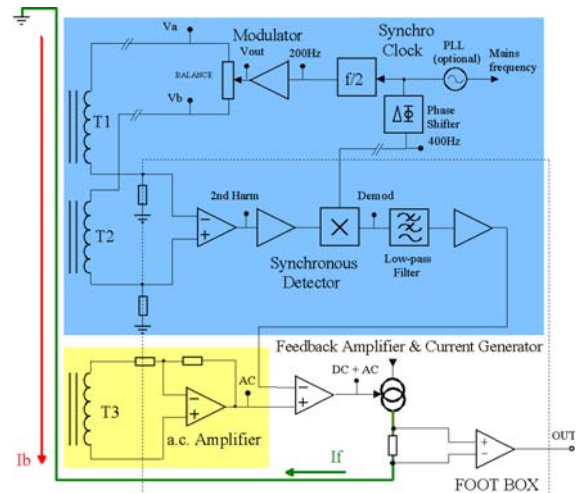 Va
Modulator
Synchro
Clock
Vout
200Hz
PLL
(optional)
Mains
frequency
BALANCE
f/2
Vb
ΔΦ
Phase
Shifter
T1
400Hz
2nd Harm
Demod
T2
Synchronous
Detector
Low-pass
Filter
Feedback Amplifier & Current Generator
DC + AC
AC
T3
a.c. Amplifier
OUT
Ib
If
FOOT BOX